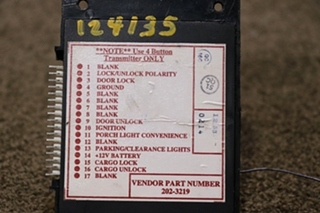 124135
**NOTE** Use 4 Button
Transmitter ONLY
1 BLANK
2 LOCK/UNLOCK POLARITY
3 DOOR LOCK
4 GROUND
5 BLANK
6 BLANK
7 BLANK
8 BLANK
9 DOOR UNLOCK
10 IGNITION
11 PORCH LIGHT CONVENIENCE
12 BLANK
13 PARKING/CLEARANCE LIGHTS
14 +12V BATTERY
15 CARGO LOCK
16 CARGO UNLOCK
17 BLANK
VENDOR PART NUMBER
202-3219